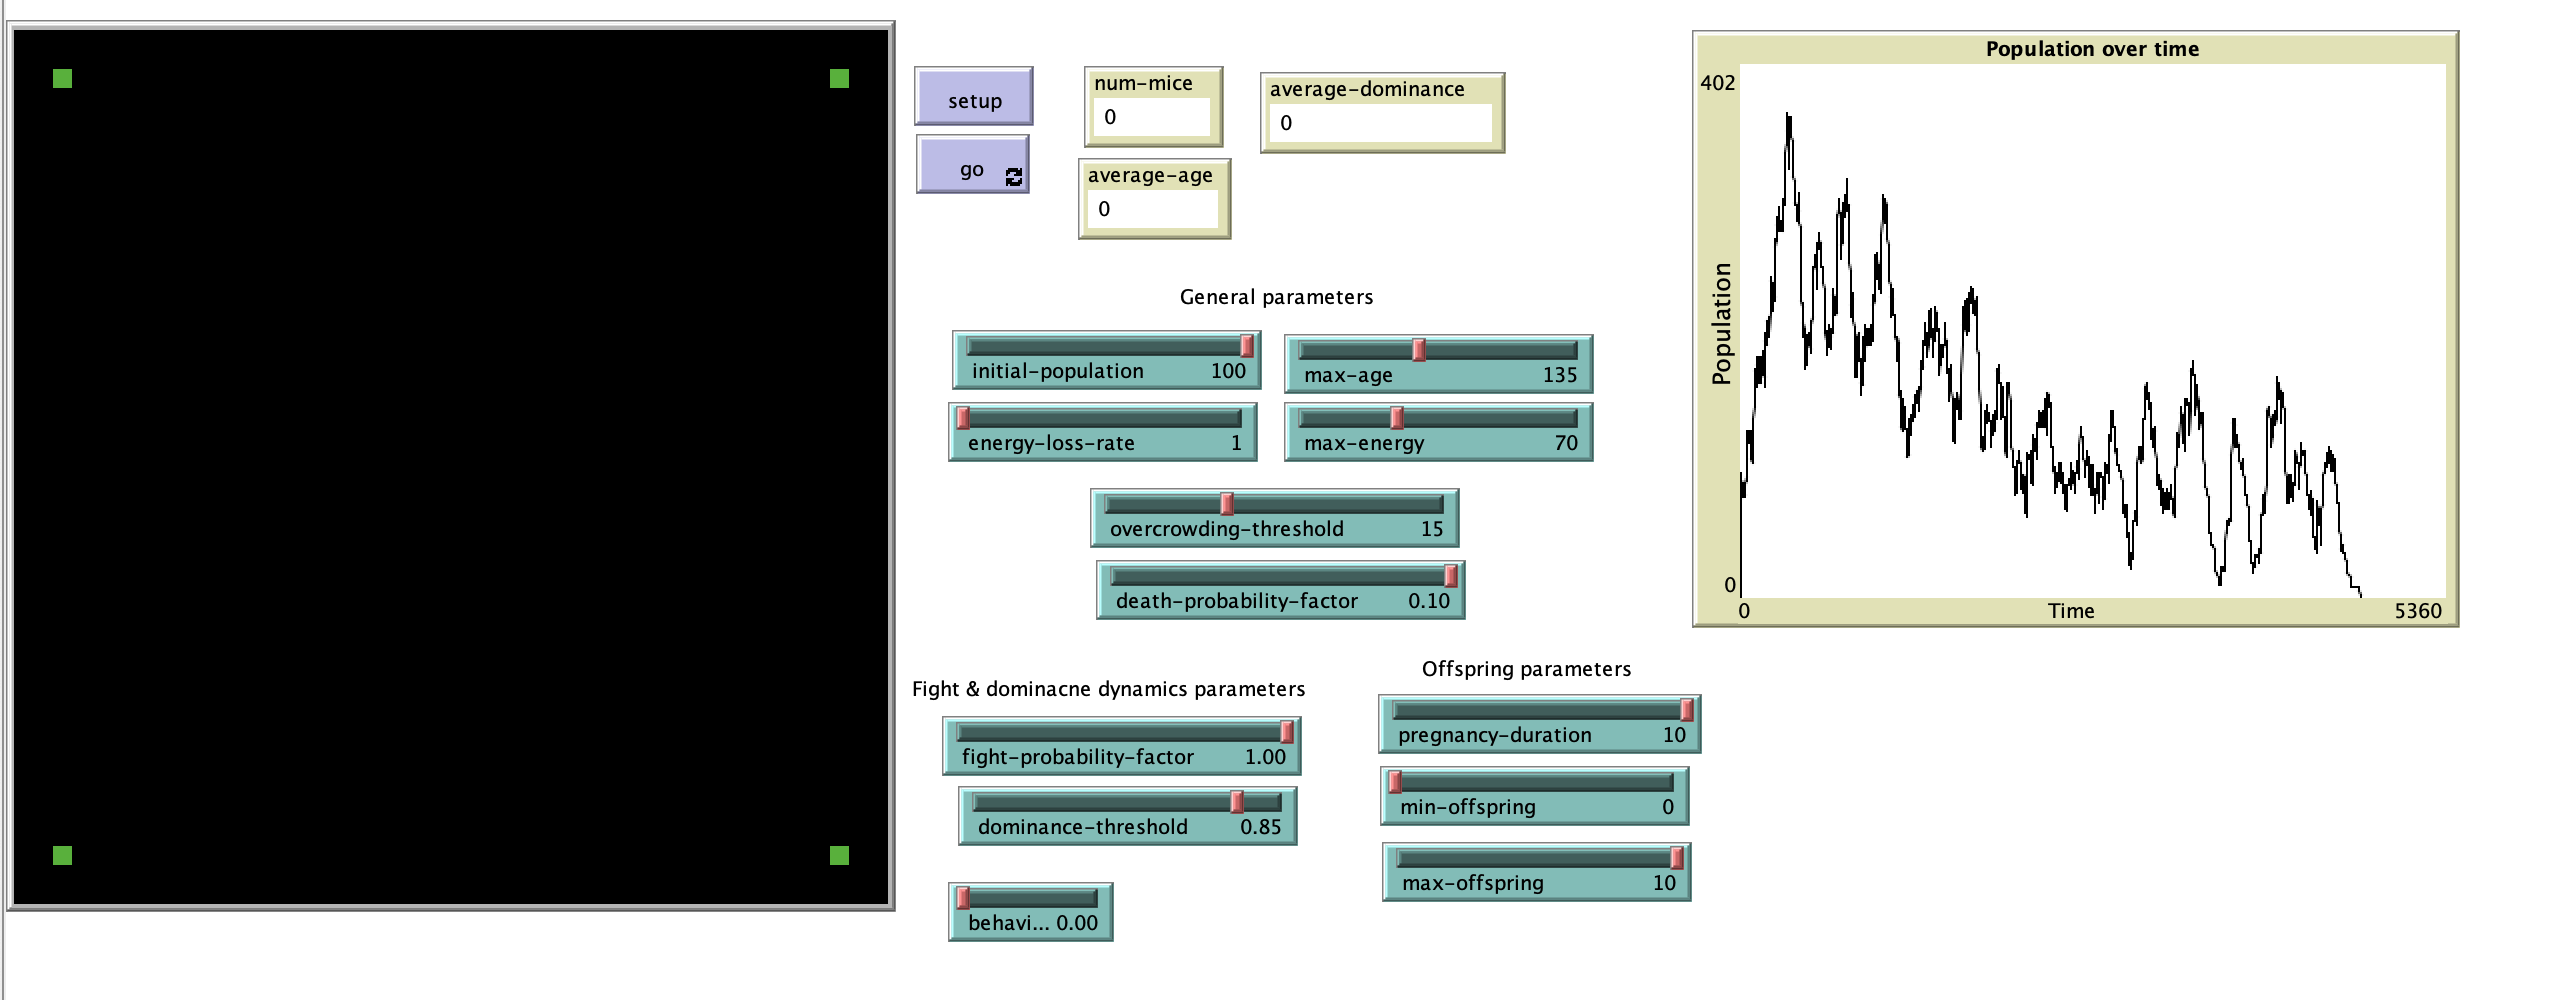 setup
go
num-mice
0
average-dominance
0
average-age
0
General parameters
initial-population 100
max-age 135
energy-loss-rate 1
max-energy 70
overcrowding-threshold 15
death-probability-factor 0.10
Fight & dominacne dynamics parameters
fight-probability-factor 1.00
dominance-threshold 0.85
behavi... 0.00
Offspring parameters
pregnancy-duration 10
min-offspring 0
max-offspring 10
Population over time
402
Population
0
0 Time 5360